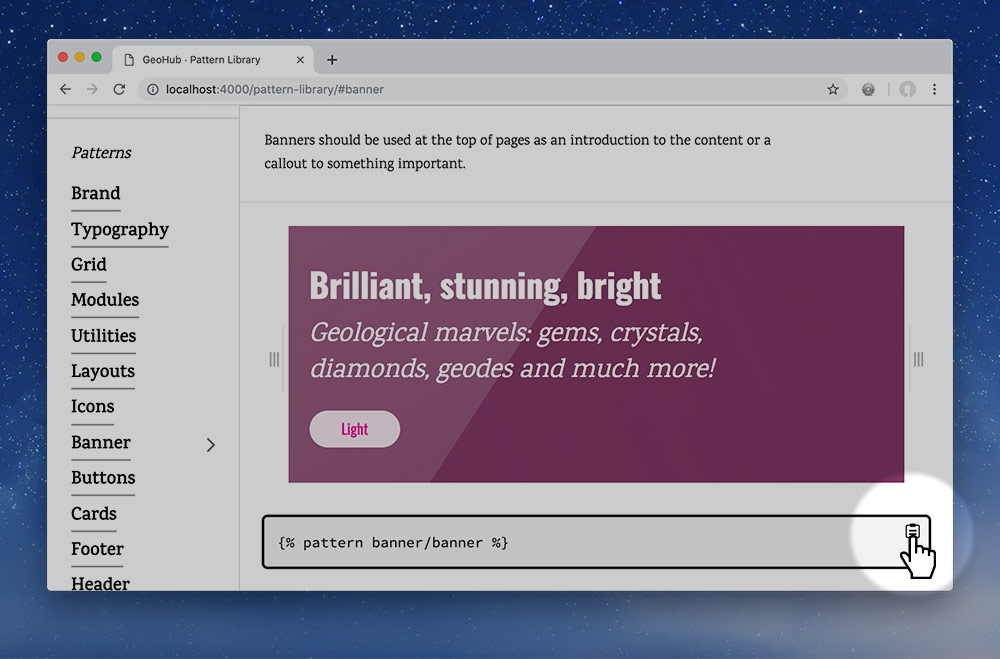 GeoHub · Pattern Library
localhost:4000/pattern-library/#banner
Patterns
Brand
Typography
Grid
Modules
Utilities
Layouts
Icons
Banner
Buttons
Cards
Footer
Header
Banners should be used at the top of pages as an introduction to the content or a
callout to something important.
Brilliant, stunning, bright
Geological marvels: gems, crystals,
diamonds, geodes and much more!
Light
{% pattern banner/banner %}